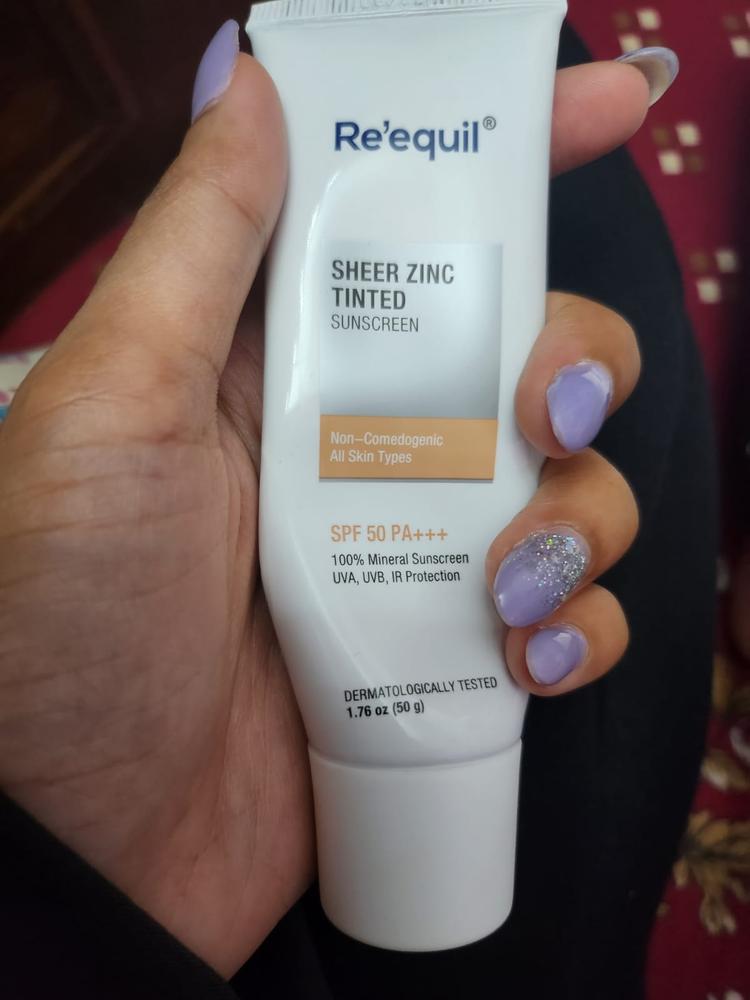 Re'equil®
SHEER ZINC
TINTED
SUNSCREEN
Non–Comedogenic
All Skin Types
SPF 50 PA+++
100% Mineral Sunscreen
UVA, UVB, IR Protection
DERMATOLOGICALLY TESTED
1.76 oz (50 g)